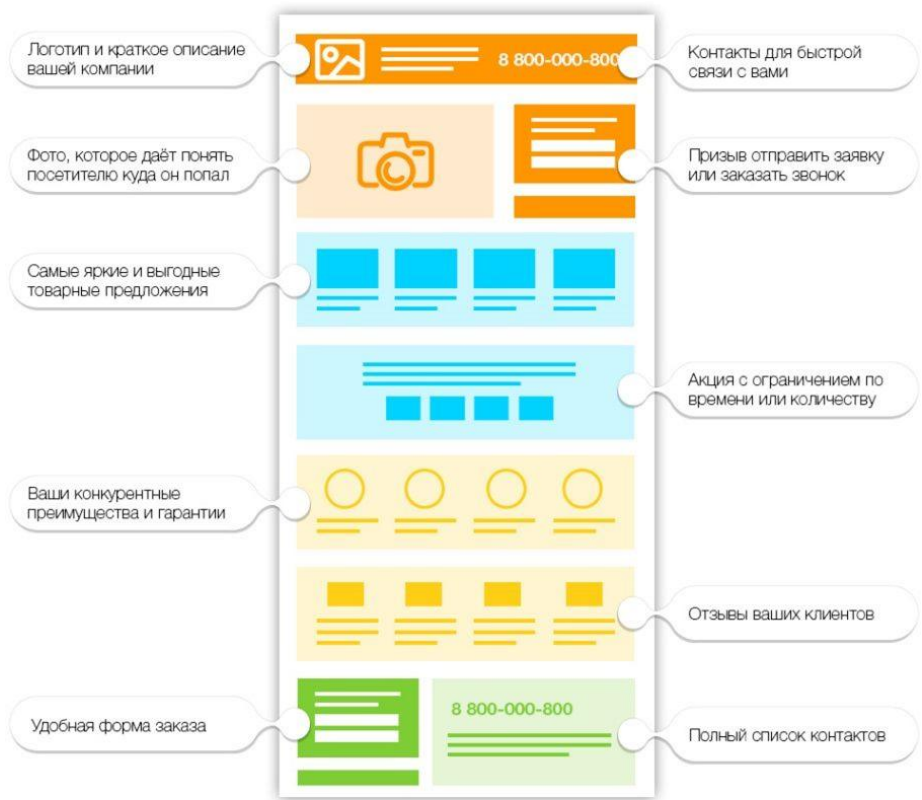 Логотип и краткое описание
вашей компании
8 800-000-800
Контакты для быстрой
связи с вами
Фото, которое даёт понять
посетителю куда он попал
Призыв отправить заявку
или заказать звонок
Самые яркие и выгодные
товарные предложения
Акция с ограничением по
времени или количеству
Ваши конкурентные
преимущества и гарантии
Отзывы ваших клиентов
Удобная форма заказа
8 800-000-800
Полный список контактов